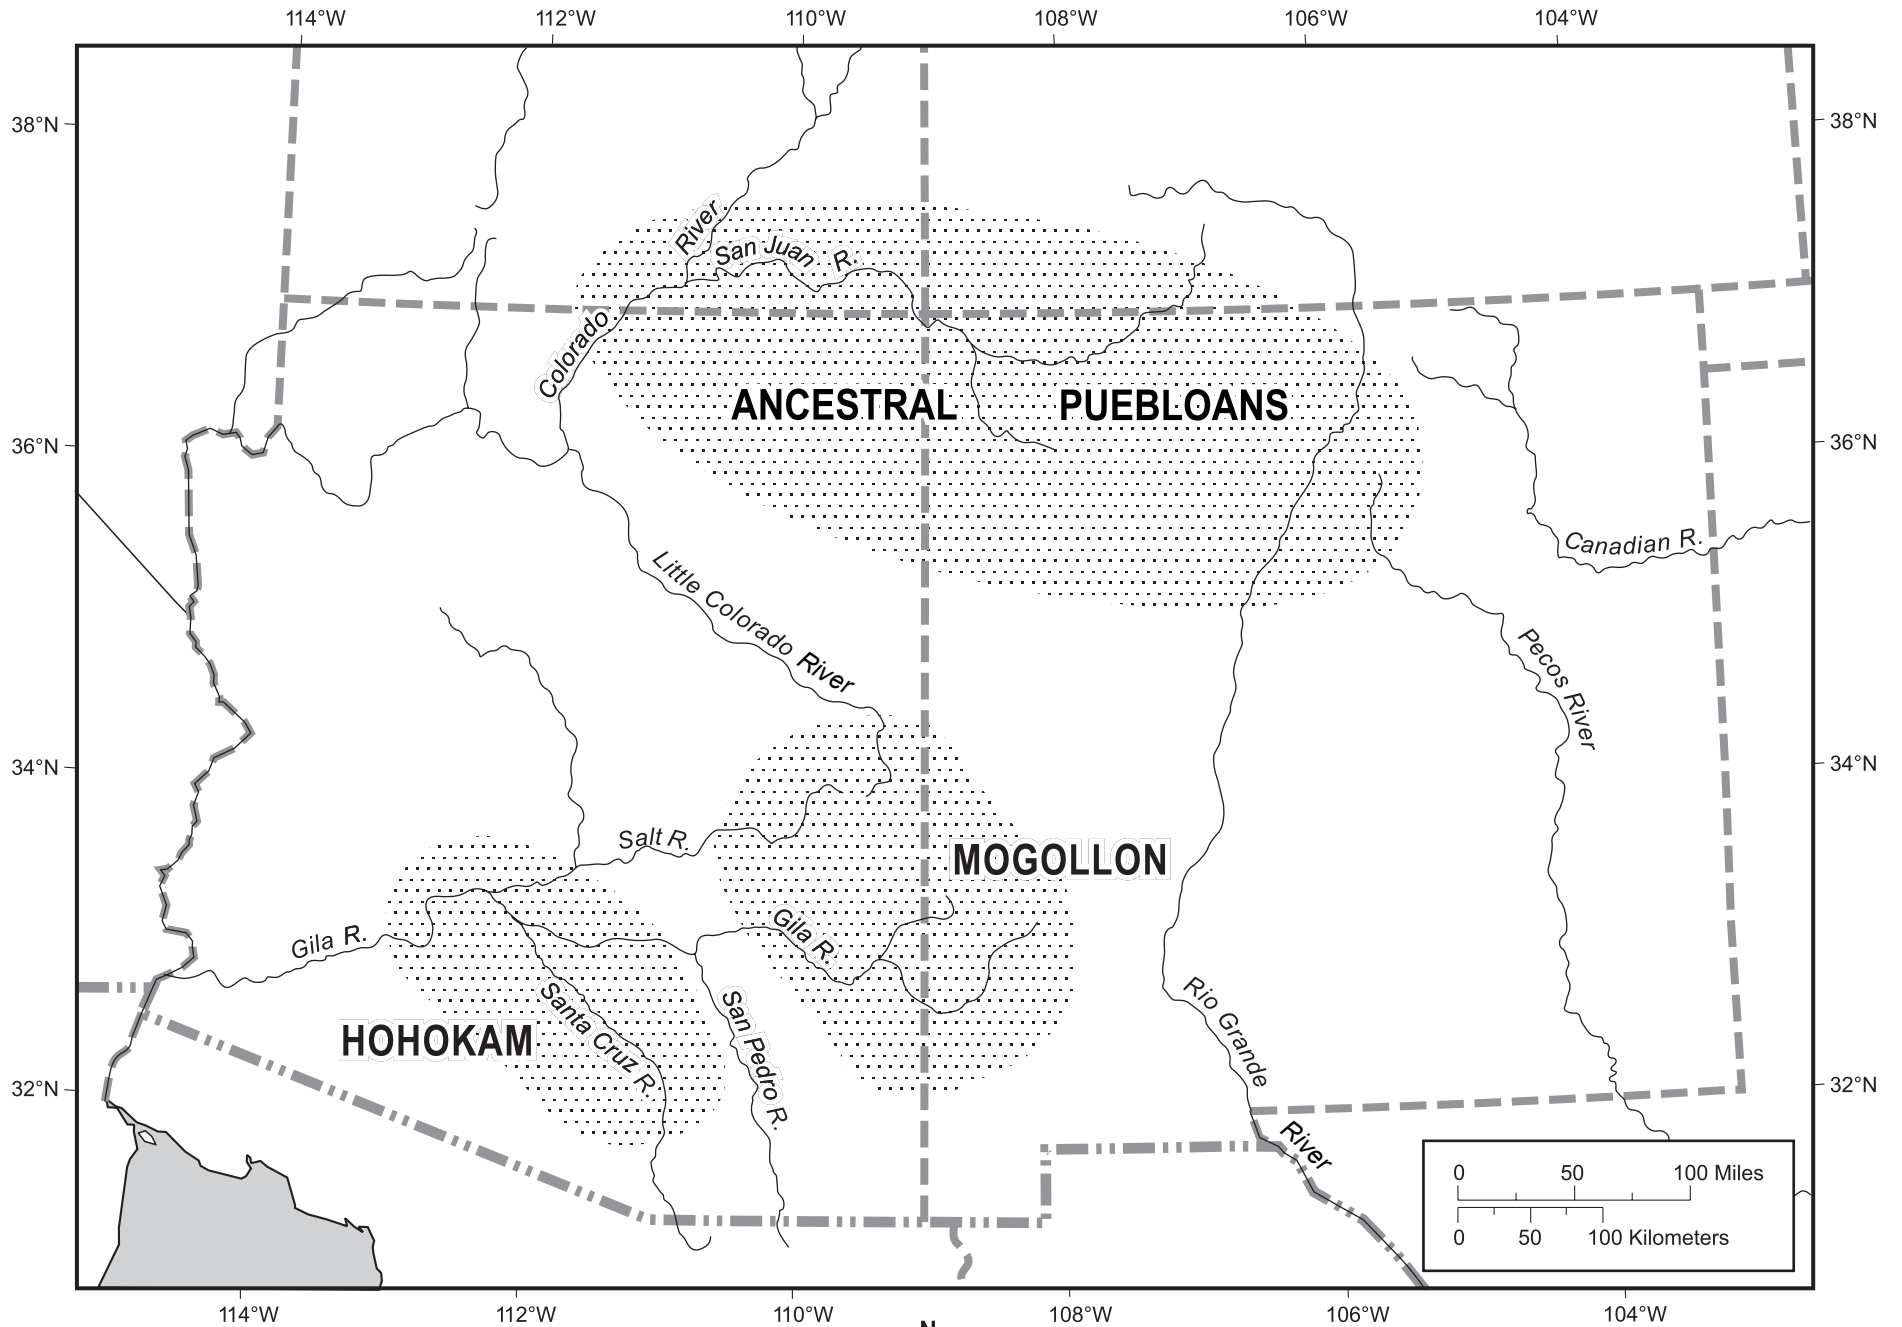 114°W 112°W 110°W 108°W 106°W 104°W
38°N 38°N
River
San Juan R.
Colorado
ANCESTRAL PUEBLOANS
36°N 36°N
Canadian R.
Little Colorado River
Pecos River
34°N 34°N
Salt R.
MOGOLLON
Gila R.
Gila R.
Santa Cruz R.
San Pedro R.
Rio Grande
HOHOKAM
32°N 32°N
River
0 50 100 Miles
0 50 100 Kilometers
114°W 112°W 110°W 108°W 106°W 104°W
N